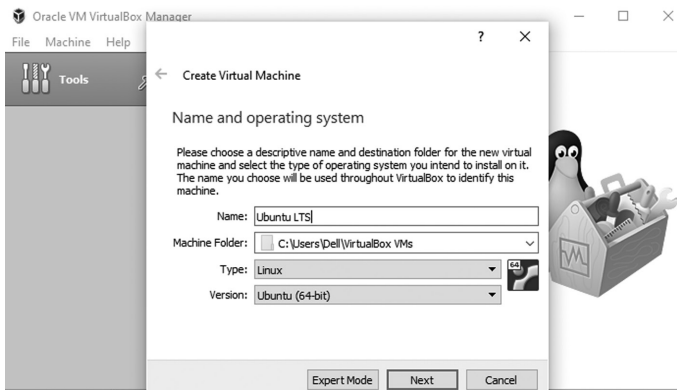 Oracle VM VirtualBox Manager
File Machine Help
Tools
?
Create Virtual Machine
Name and operating system
Please choose a descriptive name and destination folder for the new virtual
machine and select the type of operating system you intend to install on it.
The name you choose will be used throughout VirtualBox to identify this
machine.
Name: Ubuntu LTS
Machine Folder: C:\Users\Dell\VirtualBox VMs
Type: Linux
64
Version: Ubuntu (64-bit)
Expert Mode Next Cancel